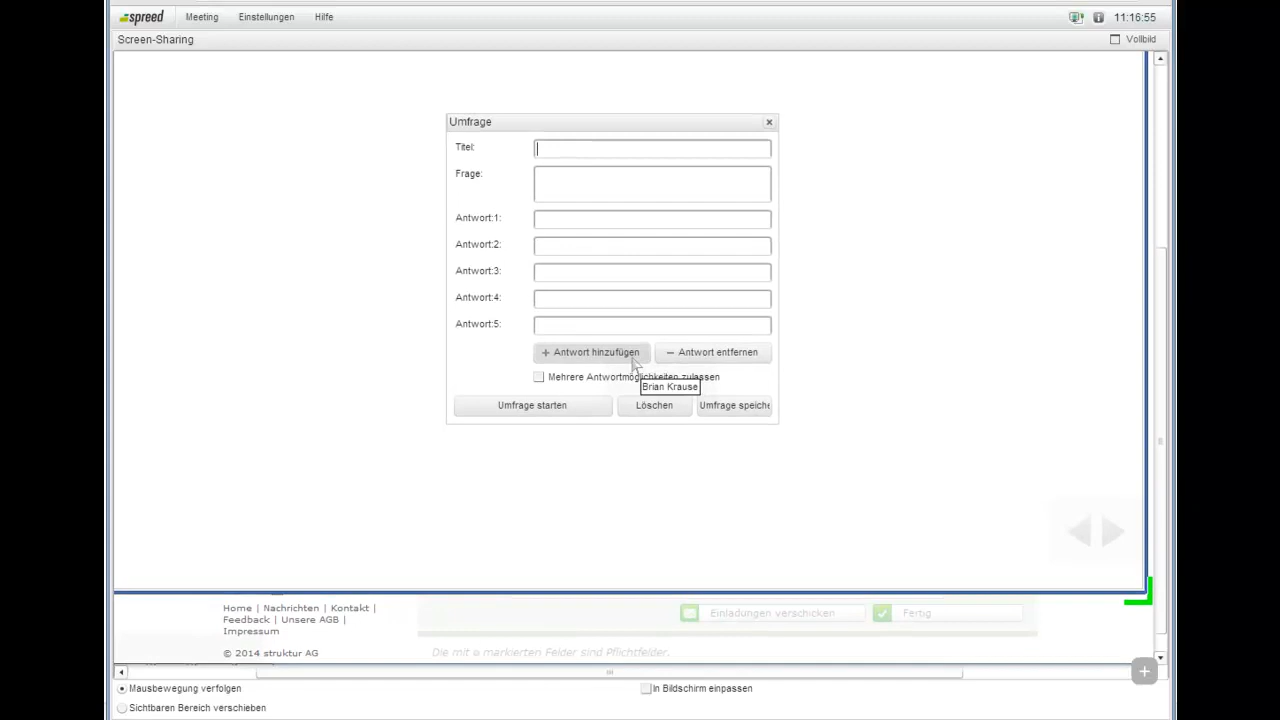 spreed Meeting Einstellungen Hilfe 11:16:55
Screen-Sharing Vollbild
Umfrage
Titel:
Frage:
Antwort:1:
Antwort:2:
Antwort:3:
Antwort:4:
Antwort:5:
+ Antwort hinzufügen − Antwort entfernen
Mehrere Antwortmöglichkeiten zulassen
Brian Krause
Umfrage starten Löschen Umfrage speiche
Home | Nachrichten | Kontakt |
Feedback | Unsere AGB |
Impressum
© 2014 struktur AG
Einladungen verschicken Fertig
Die mit o markierten Felder sind Pflichtfelder.
Mausbewegung verfolgen In Bildschirm einpassen
Sichtbaren Bereich verschieben